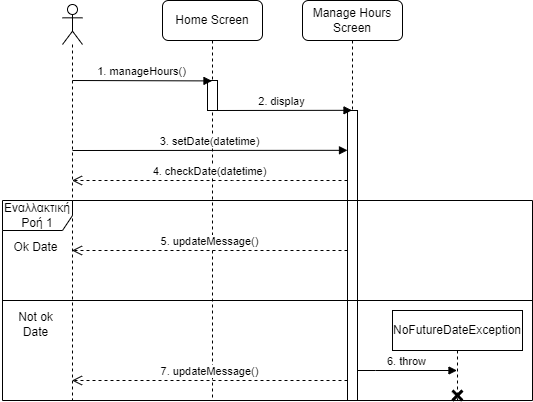 Home Screen
Manage Hours
Screen
1. manageHours()
2. display
3. setDate(datetime)
4. checkDate(datetime)
Εναλλακτική
Ροή 1
Ok Date
5. updateMessage()
Not ok
Date
NoFutureDateException
6. throw
7. updateMessage()